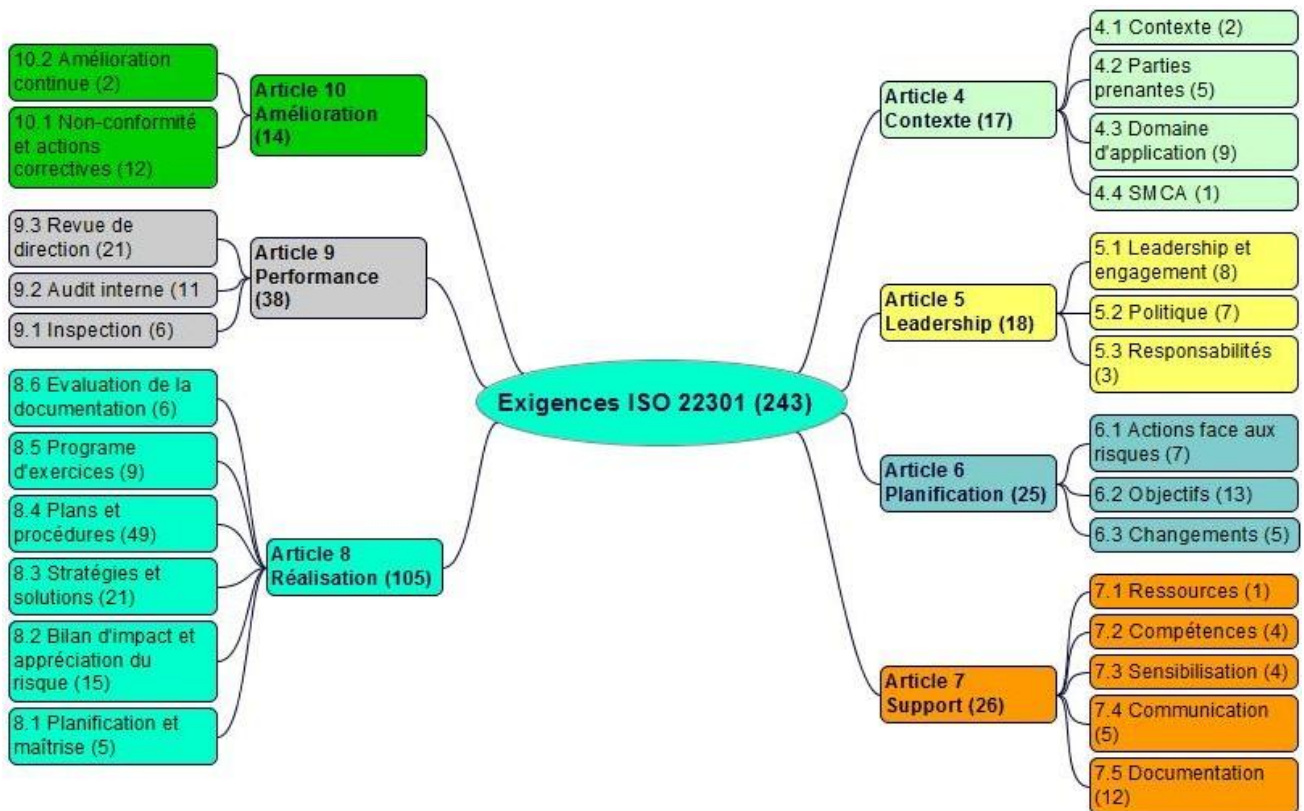 Exigences ISO 22301 (243)
Article 4
Contexte (17)
4.1 Contexte (2)
4.2 Parties
prenantes (5)
4.3 Domaine
d'application (9)
4.4 SMCA (1)
Article 5
Leadership (18)
5.1 Leadership et
engagement (8)
5.2 Politique (7)
5.3 Responsabilités
(3)
Article 6
Planification (25)
6.1 Actions face aux
risques (7)
6.2 Objectifs (13)
6.3 Changements (5)
Article 7
Support (26)
7.1 Ressources (1)
7.2 Compétences (4)
7.3 Sensibilisation (4)
7.4 Communication
(5)
7.5 Documentation
(12)
Article 8
Réalisation (105)
8.6 Evaluation de la
documentation (6)
8.5 Programe
d'exercices (9)
8.4 Plans et
procédures (49)
8.3 Stratégies et
solutions (21)
8.2 Bilan d'impact et
appréciation du
risque (15)
8.1 Planification et
maîtrise (5)
Article 9
Performance
(38)
9.3 Revue de
direction (21)
9.2 Audit interne (11
9.1 Inspection (6)
Article 10
Amélioration
(14)
10.2 Amélioration
continue (2)
10.1 Non-conformité
et actions
correctives (12)